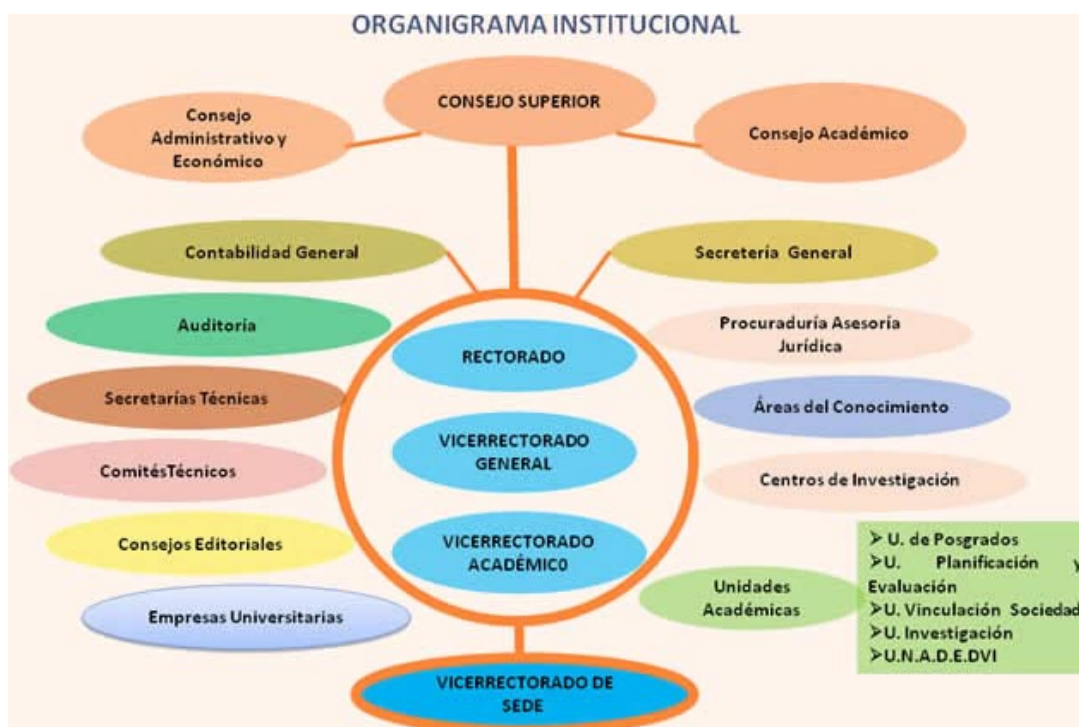 ORGANIGRAMA INSTITUCIONAL
CONSEJO SUPERIOR
Consejo
Administrativo y
Económico
Consejo Académico
Contabilidad General
Secretería General
Auditoría
Procuraduría Asesoría
Jurídica
RECTORADO
Secretarías Técnicas
Áreas del Conocimiento
VICERRECTORADO
GENERAL
ComitésTécnicos
Centros de Investigación
Consejos Editoriales
VICERRECTORADO
ACADÉMIC0
Unidades
Académicas
➢ U. de Posgrados
➢U. Planificación y
Evaluación
➢U. Vinculación Sociedad
➢U. Investigación
➢U.N.A.D.E.DVI
Empresas Universitarias
VICERRECTORADO DE
SEDE